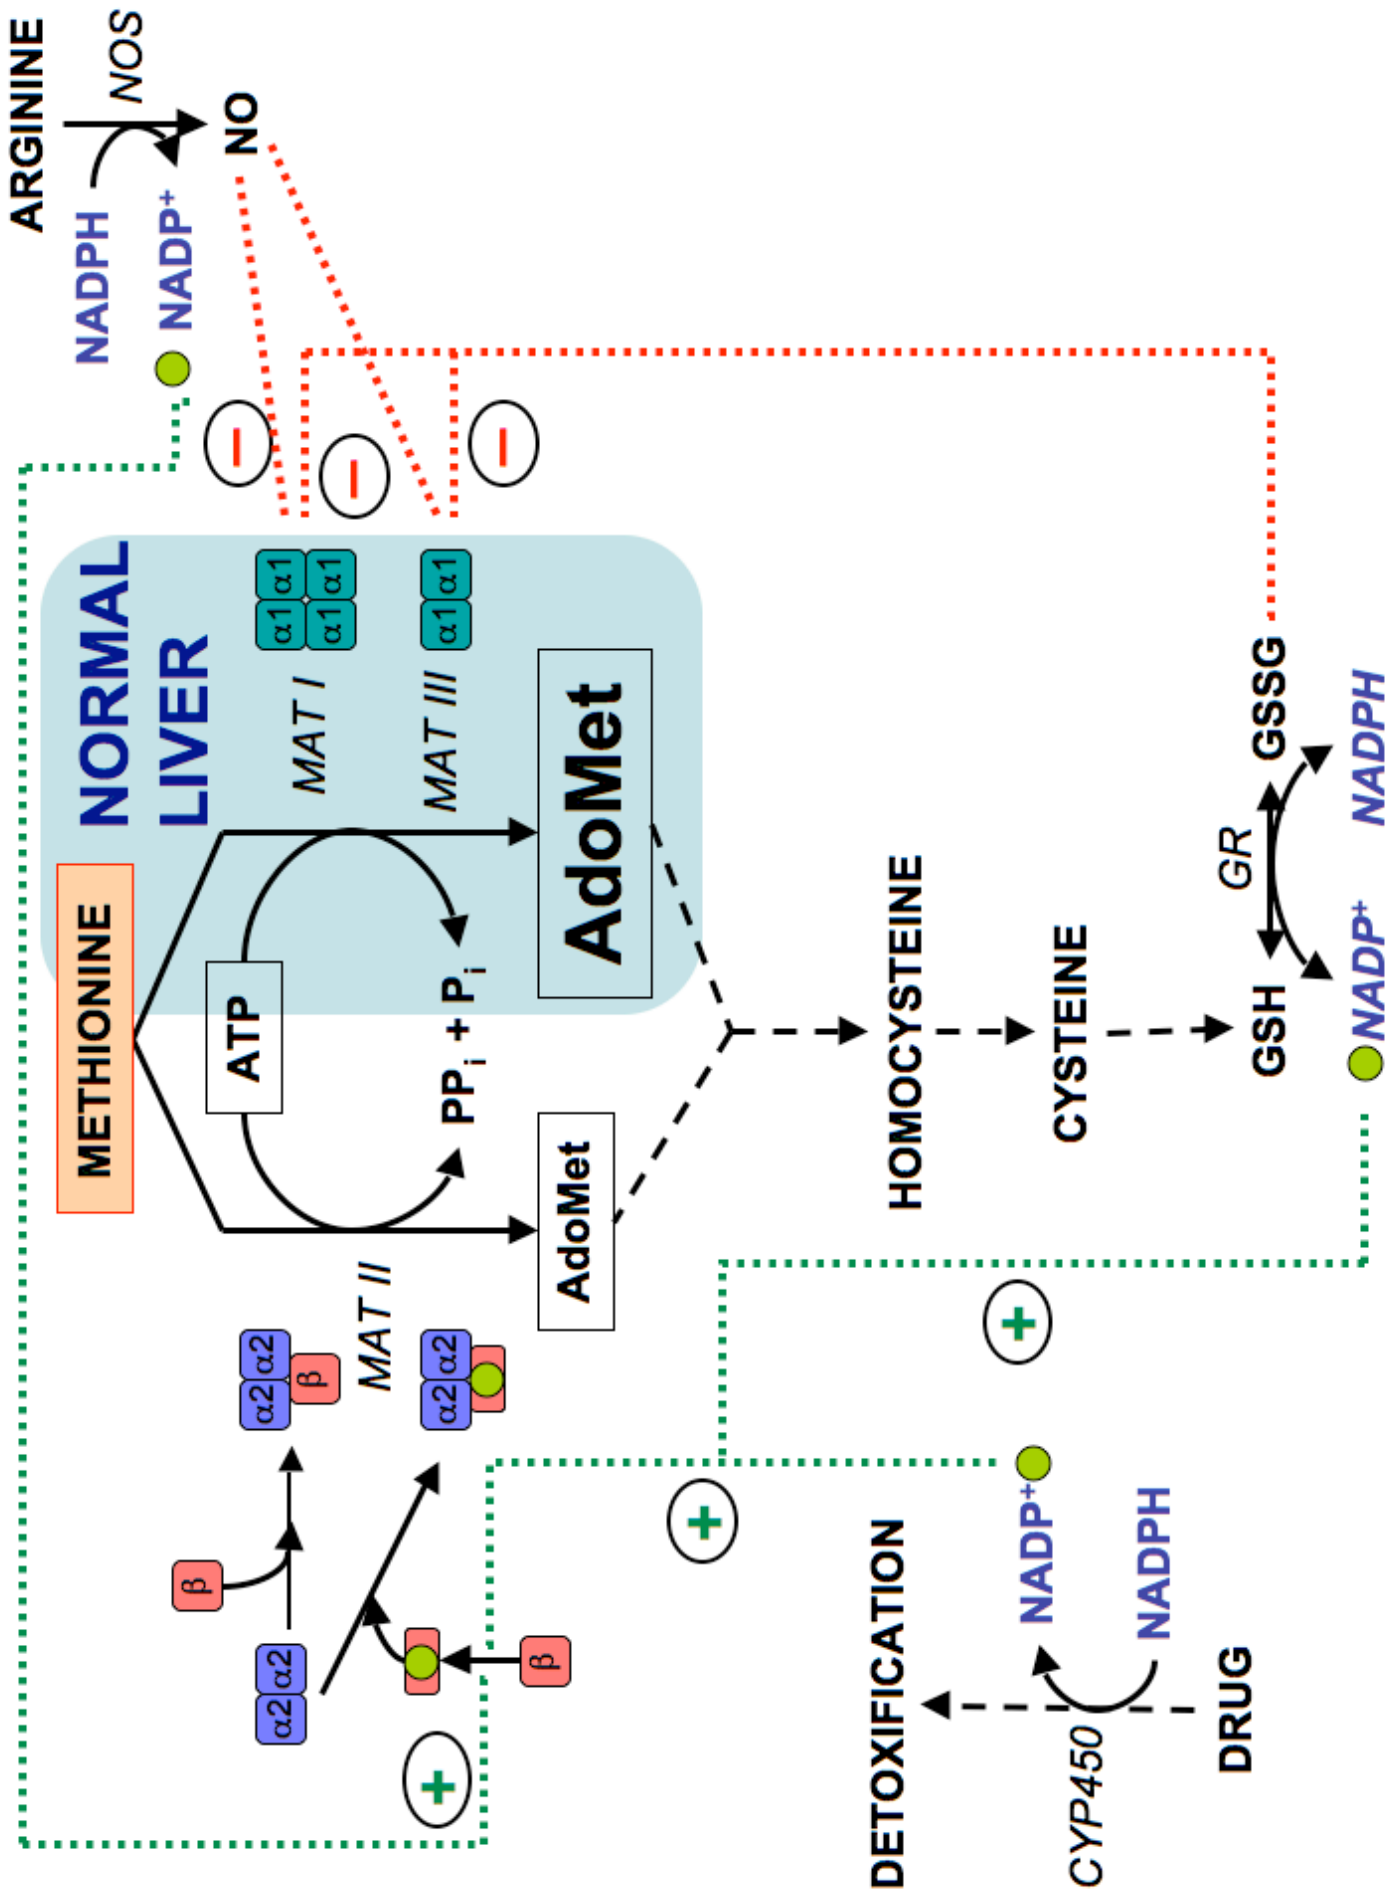 METHIONINE
ARGININE
NOS
NADPH
NADP⁺
NO
NORMAL
LIVER
ATP
β
α2 α2
α2 α2
β
α1 α1
α1 α1
MAT I
MAT II
−
−
−
α2 α2
α1 α1
MAT III
PPi + Pi
+
β
AdoMet
AdoMet
+
DETOXIFICATION
HOMOCYSTEINE
+
NADP⁺
CYP450
CYSTEINE
NADPH
DRUG
GR
GSH
GSSG
NADP⁺
NADPH